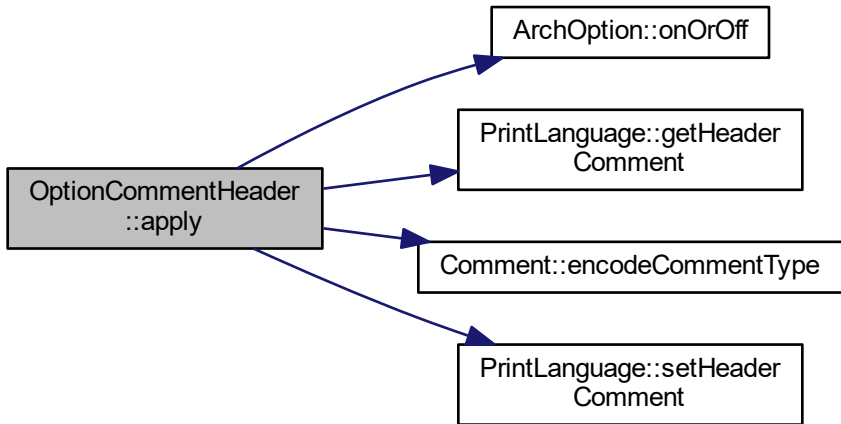 ArchOption::onOrOff
PrintLanguage::getHeader
Comment
OptionCommentHeader
::apply
Comment::encodeCommentType
PrintLanguage::setHeader
Comment